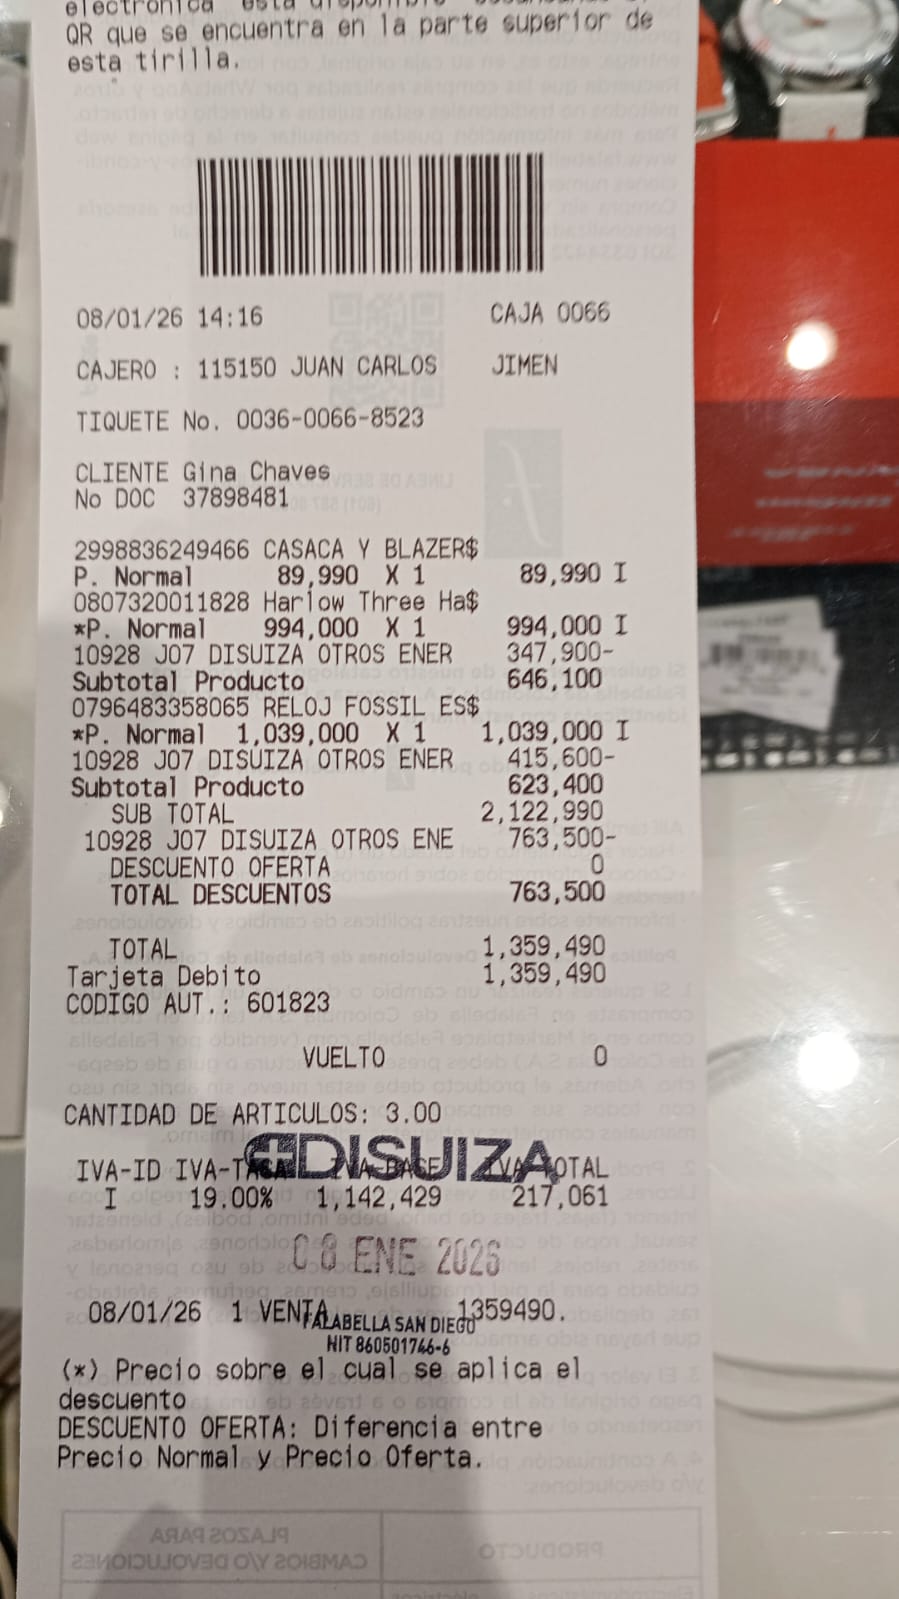 QR que se encuentra en la parte superior de
esta tirilla.
08/01/26 14:16 CAJA 0066
CAJERO : 115150 JUAN CARLOS JIMEN
TIQUETE No. 0036-0066-8523
CLIENTE Gina Chaves
No DOC 37898481
2998836249466 CASACA Y BLAZER$
P. Normal 89,990 X 1 89,990 I
0807320011828 Harlow Three Ha$
*P. Normal 994,000 X 1 994,000 I
10928 J07 DISUIZA OTROS ENER 347,900-
Subtotal Producto 646,100
0796483358065 RELOJ FOSSIL ES$
*P. Normal 1,039,000 X 1 1,039,000 I
10928 J07 DISUIZA OTROS ENER 415,600-
Subtotal Producto 623,400
SUB TOTAL 2,122,990
10928 J07 DISUIZA OTROS ENE 763,500-
DESCUENTO OFERTA 0
TOTAL DESCUENTOS 763,500
TOTAL 1,359,490
Tarjeta Debito 1,359,490
CODIGO AUT.: 601823
VUELTO 0
CANTIDAD DE ARTICULOS: 3.00
DISUIZA
IVA-ID IVA-TASA IVA-BASE IVA TOTAL
I 19.00% 1,142,429 217,061
08 ENE 2026
08/01/26 1 VENTA 1359490.
FALABELLA SAN DIEGO
NIT 860501746-6
(*) Precio sobre el cual se aplica el
descuento
DESCUENTO OFERTA: Diferencia entre
Precio Normal y Precio Oferta.